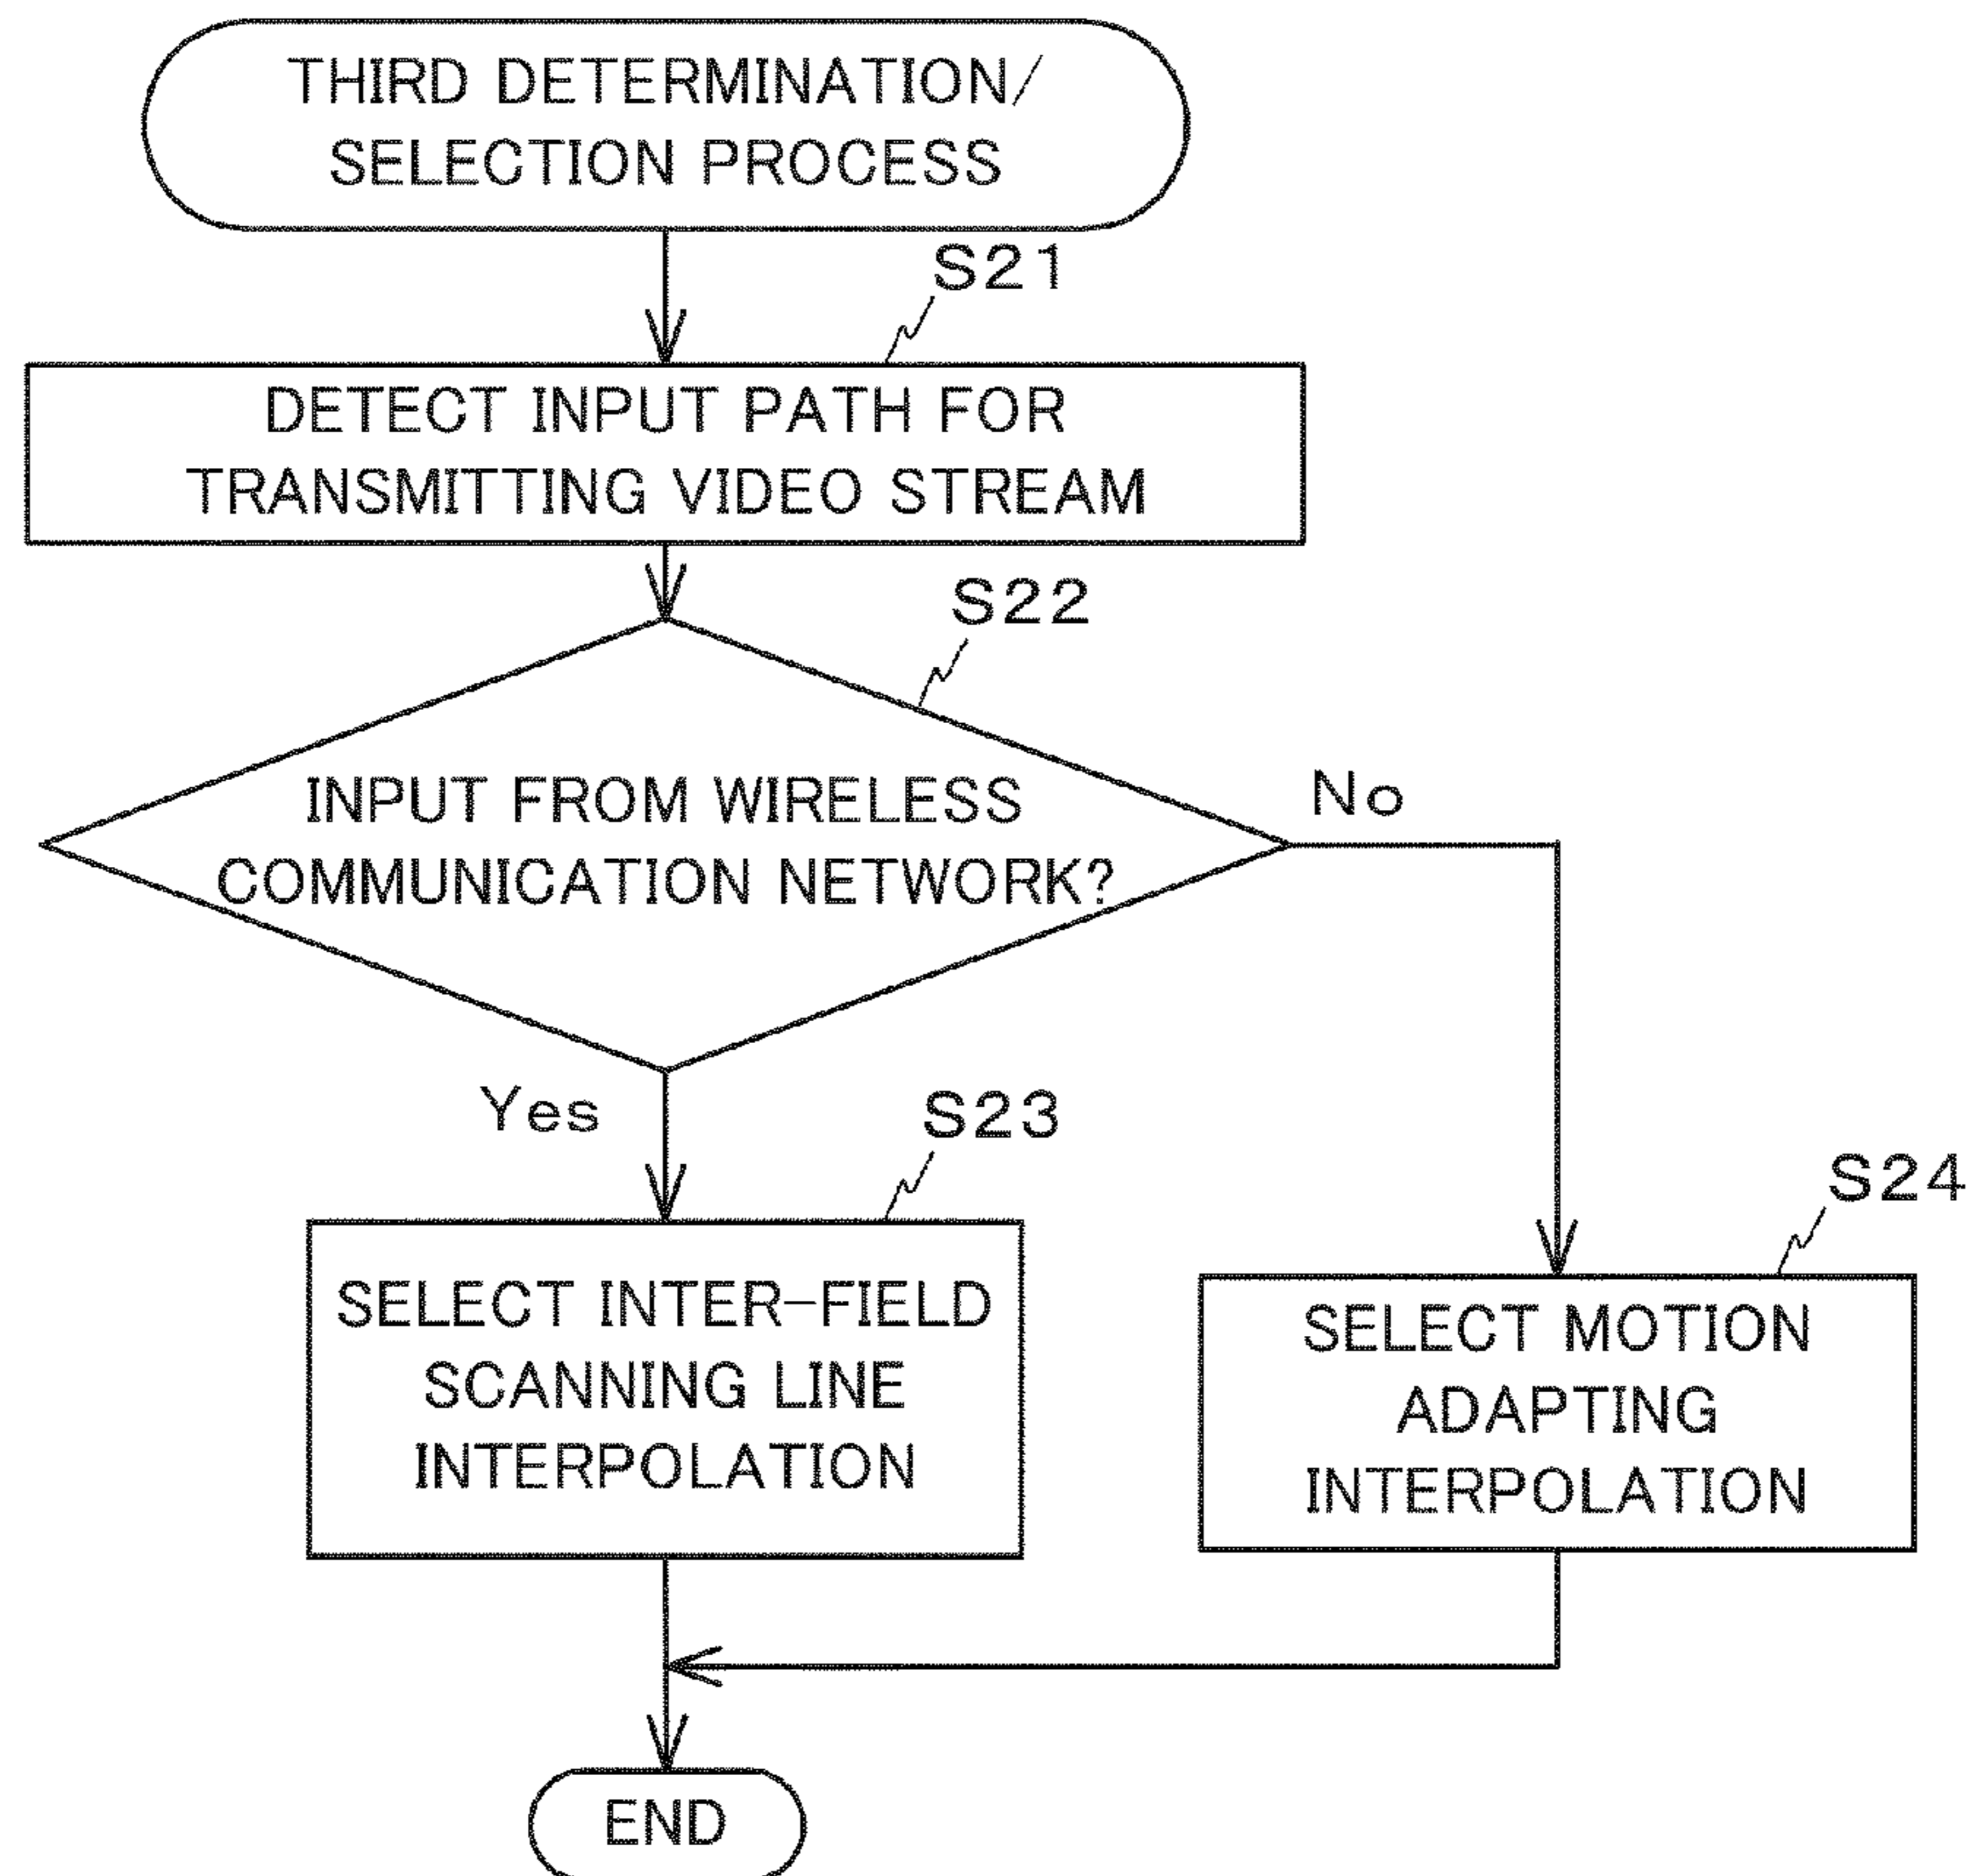 THIRD DETERMINATION/
SELECTION PROCESS
S21
DETECT INPUT PATH FOR
TRANSMITTING VIDEO STREAM
S22
INPUT FROM WIRELESS
COMMUNICATION NETWORK?
No
Yes
S23
SELECT INTER-FIELD
SCANNING LINE
INTERPOLATION
S24
SELECT MOTION
ADAPTING
INTERPOLATION
END